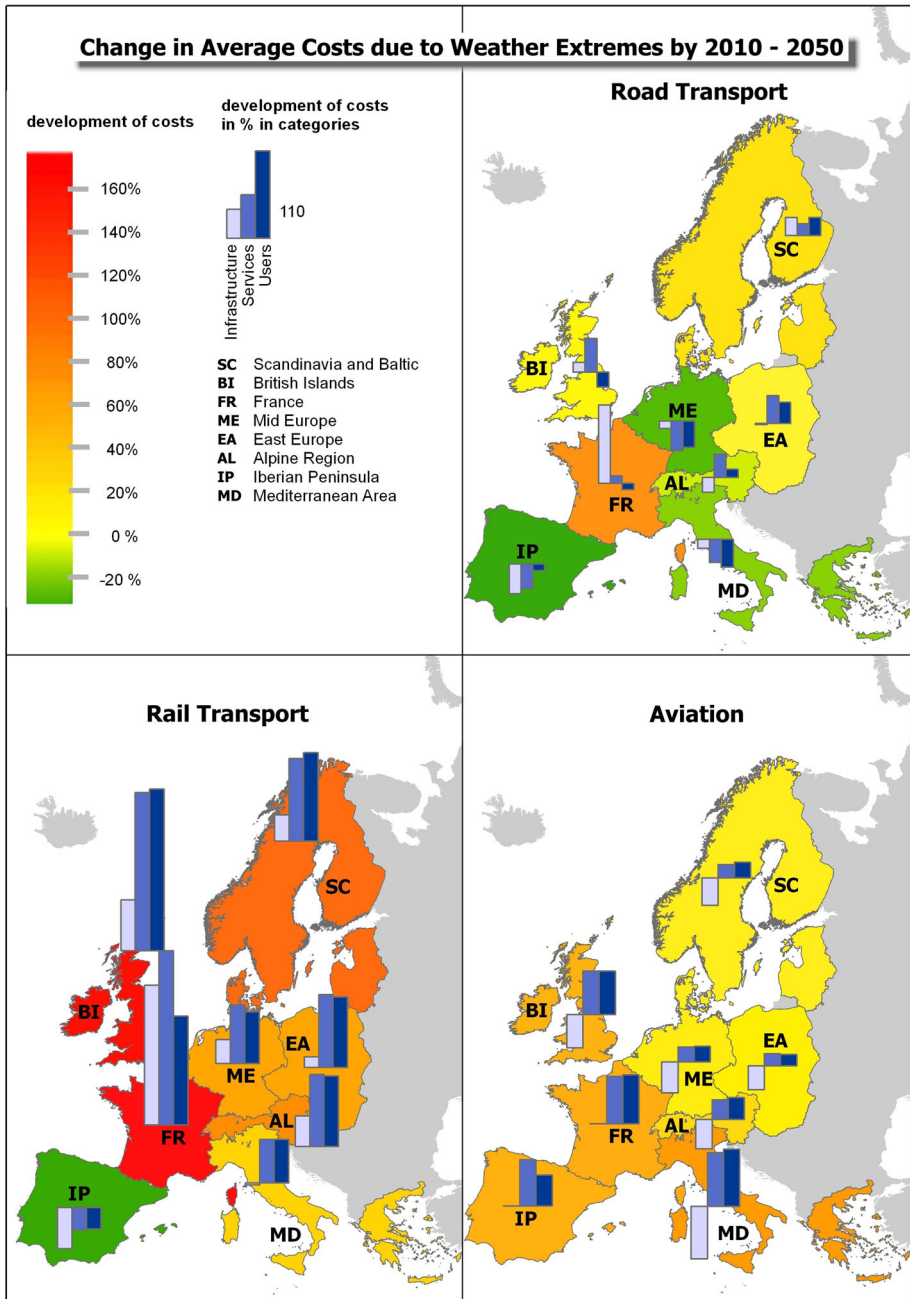 Change in Average Costs due to Weather Extremes by 2010 - 2050
development of costs
160%
140%
120%
100%
80%
60%
40%
20%
0 %
-20 %
development of costs
in % in categories
110
Infrastructure
Services
Users
SC Scandinavia and Baltic
BI British Islands
FR France
ME Mid Europe
EA East Europe
AL Alpine Region
IP Iberian Peninsula
MD Mediterranean Area
Road Transport
SC
BI
ME
EA
AL
FR
IP
MD
Rail Transport
SC
BI
EA
ME
AL
FR
IP
MD
Aviation
SC
BI
EA
ME
AL
FR
IP
MD